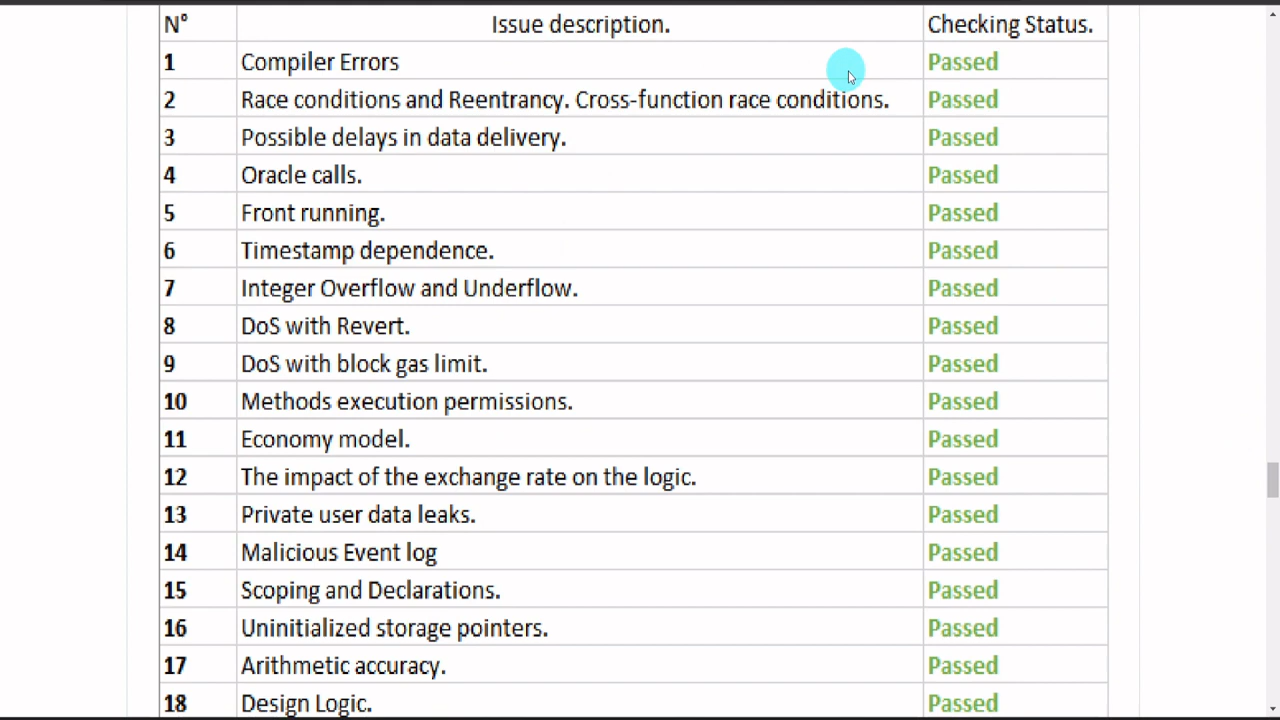 N° Issue description. Checking Status.
1 Compiler Errors Passed
2 Race conditions and Reentrancy. Cross-function race conditions. Passed
3 Possible delays in data delivery. Passed
4 Oracle calls. Passed
5 Front running. Passed
6 Timestamp dependence. Passed
7 Integer Overflow and Underflow. Passed
8 DoS with Revert. Passed
9 DoS with block gas limit. Passed
10 Methods execution permissions. Passed
11 Economy model. Passed
12 The impact of the exchange rate on the logic. Passed
13 Private user data leaks. Passed
14 Malicious Event log Passed
15 Scoping and Declarations. Passed
16 Uninitialized storage pointers. Passed
17 Arithmetic accuracy. Passed
18 Design Logic. Passed